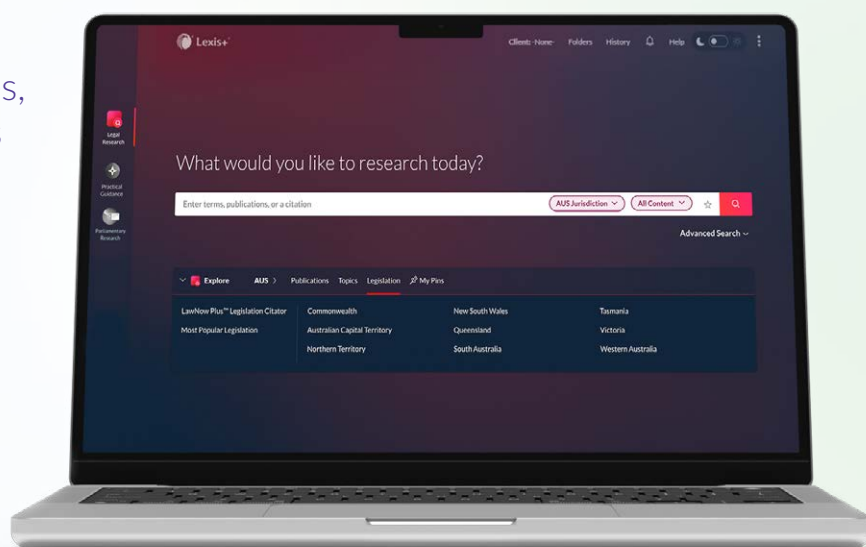 s,
Lexis+
Client: -None- Folders History Help
Legal Research
Practical Guidance
Parliamentary Research
What would you like to research today?
Enter terms, publications, or a citation AUS Jurisdiction All Content
Advanced Search
Explore AUS > Publications Topics Legislation My Pins
LawNow Plus™ Legislation Citator Commonwealth New South Wales Tasmania
Most Popular Legislation Australian Capital Territory Queensland Victoria
Northern Territory South Australia Western Australia